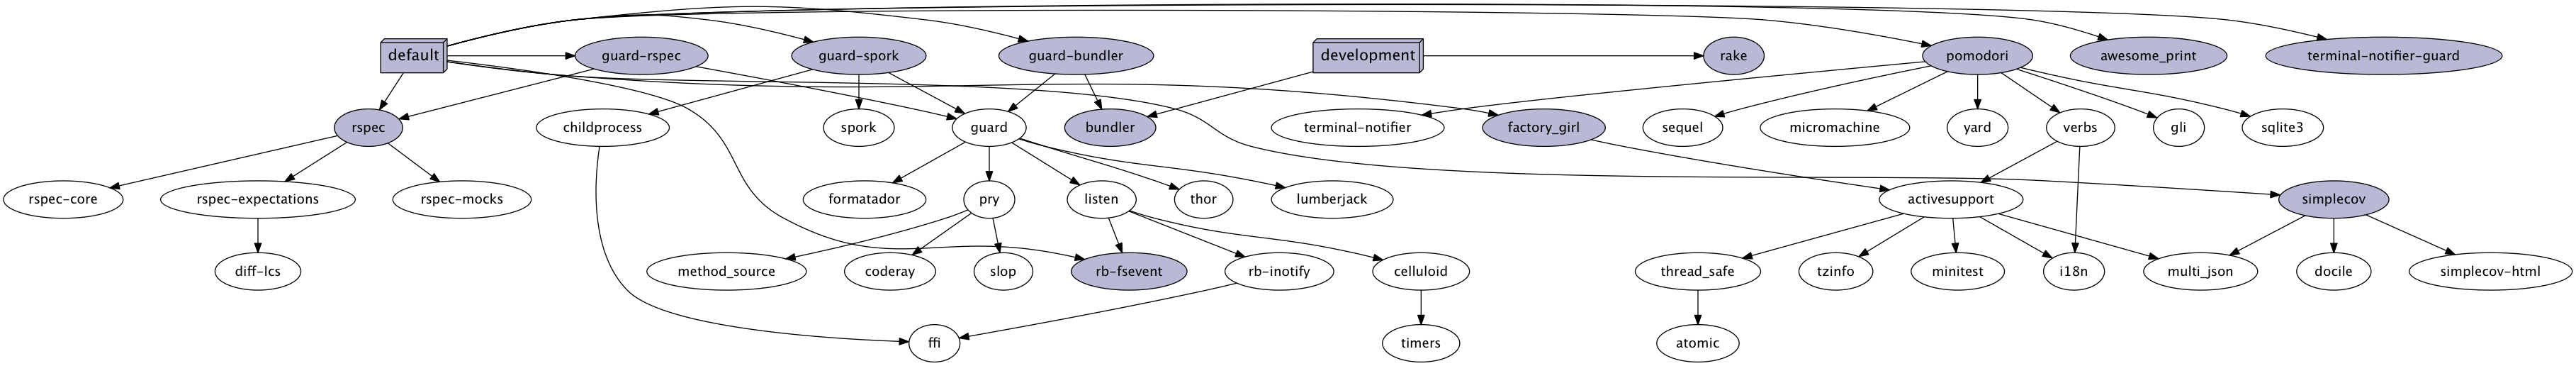 default
guard-rspec
guard-spork
guard-bundler
development
rake
pomodori
awesome_print
terminal-notifier-guard
rspec
childprocess
spork
guard
bundler
terminal-notifier
factory_girl
sequel
micromachine
yard
verbs
gli
sqlite3
rspec-core
rspec-expectations
rspec-mocks
formatador
pry
listen
thor
lumberjack
activesupport
simplecov
diff-lcs
method_source
coderay
slop
rb-fsevent
rb-inotify
celluloid
thread_safe
tzinfo
minitest
i18n
multi_json
docile
simplecov-html
ffi
timers
atomic